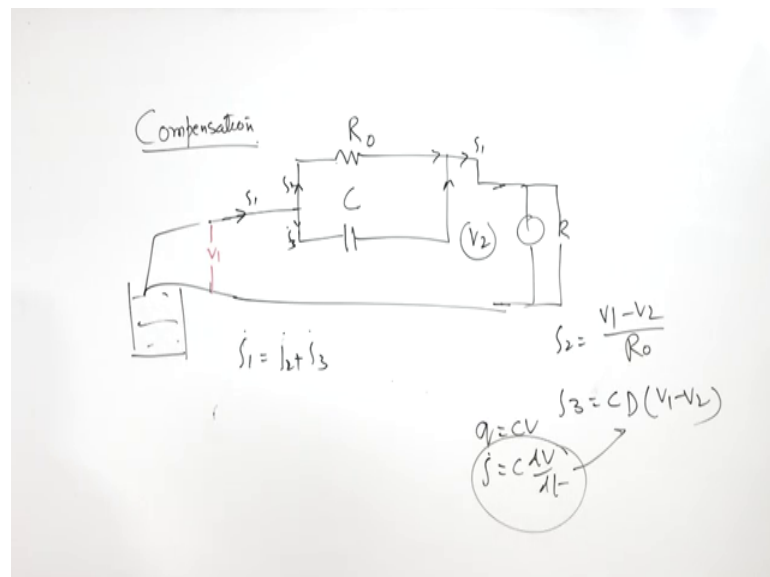 Compensation
R₀
i₁
i₁
i₂
C
i₃
V₁
V₂
R
i₁ = i₂ + i₃
i₂ = (V₁-V₂)/R₀
i₃ = CD(V₁-V₂)
q = CV
i = C dV/dt